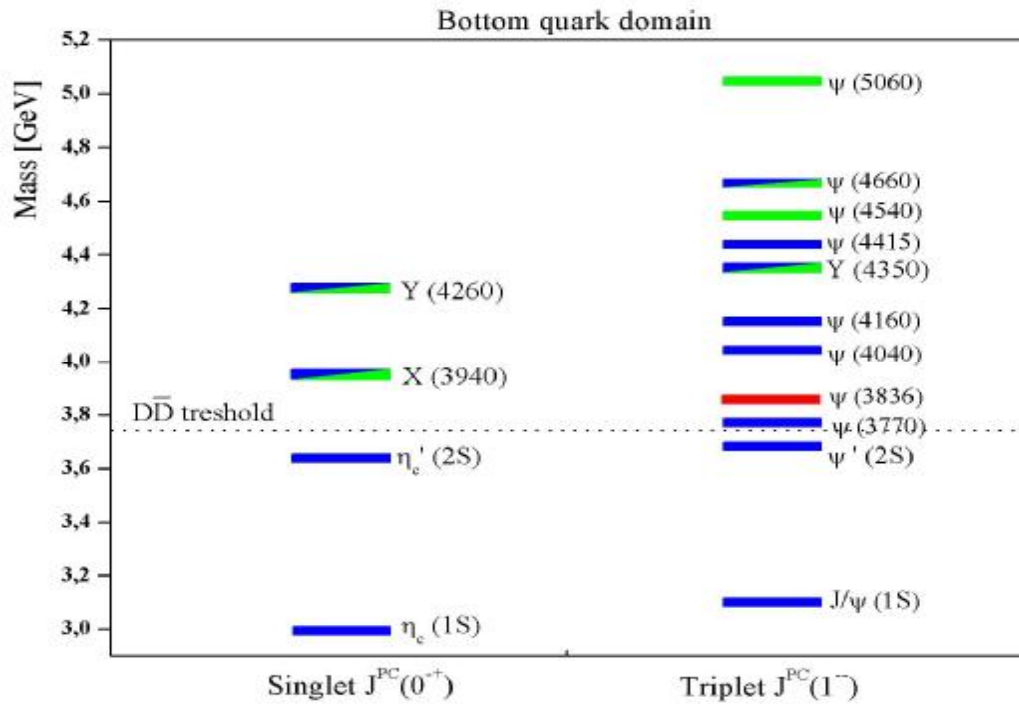 Bottom quark domain
Mass [GeV]
5,2
5,0
4,8
4,6
4,4
4,2
4,0
3,8
3,6
3,4
3,2
3,0
Y (4260)
X (3940)
DD̄ treshold
η_c' (2S)
η_c (1S)
ψ (5060)
ψ (4660)
ψ (4540)
ψ (4415)
Y (4350)
ψ (4160)
ψ (4040)
ψ (3836)
ψ (3770)
ψ ' (2S)
J/ψ (1S)
Singlet J^PC(0^-+)
Triplet J^PC(1^--)